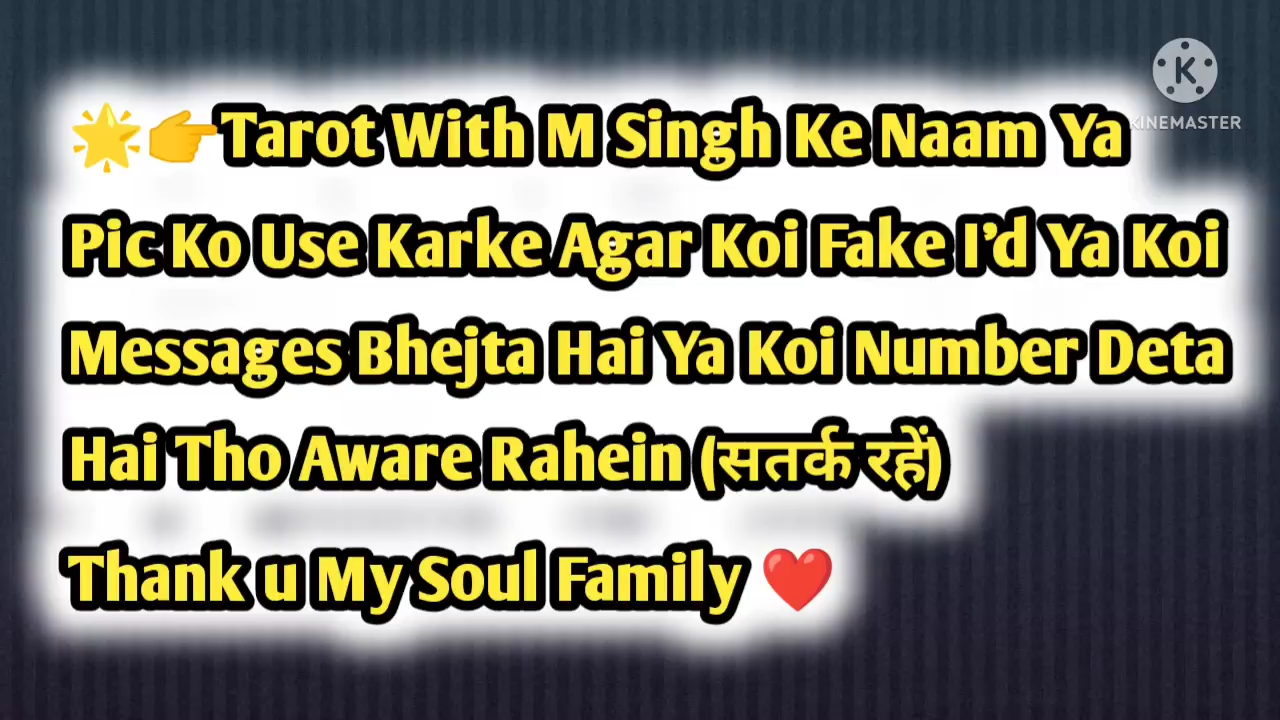 🌟👉Tarot With M Singh Ke Naam Ya
Pic Ko Use Karke Agar Koi Fake I’d Ya Koi
Messages Bhejta Hai Ya Koi Number Deta
Hai Tho Aware Rahein (सतर्क रहें)
Thank u My Soul Family ❤️
K
KINEMASTER